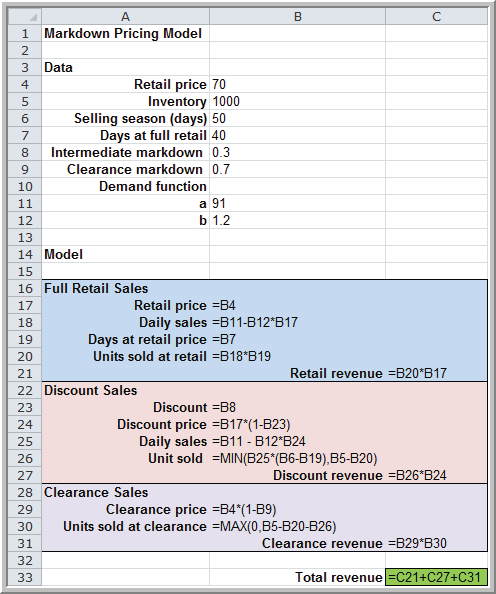 A B C
1 Markdown Pricing Model
2
3 Data
4 Retail price 70
5 Inventory 1000
6 Selling season (days) 50
7 Days at full retail 40
8 Intermediate markdown 0.3
9 Clearance markdown 0.7
10 Demand function
11 a 91
12 b 1.2
13
14 Model
15
16 Full Retail Sales
17 Retail price =B4
18 Daily sales =B11-B12*B17
19 Days at retail price =B7
20 Units sold at retail =B18*B19
21 Retail revenue =B20*B17
22 Discount Sales
23 Discount =B8
24 Discount price =B17*(1-B23)
25 Daily sales =B11 - B12*B24
26 Unit sold =MIN(B25*(B6-B19),B5-B20)
27 Discount revenue =B26*B24
28 Clearance Sales
29 Clearance price =B4*(1-B9)
30 Units sold at clearance =MAX(0,B5-B20-B26)
31 Clearance revenue =B29*B30
32
33 Total revenue =C21+C27+C31